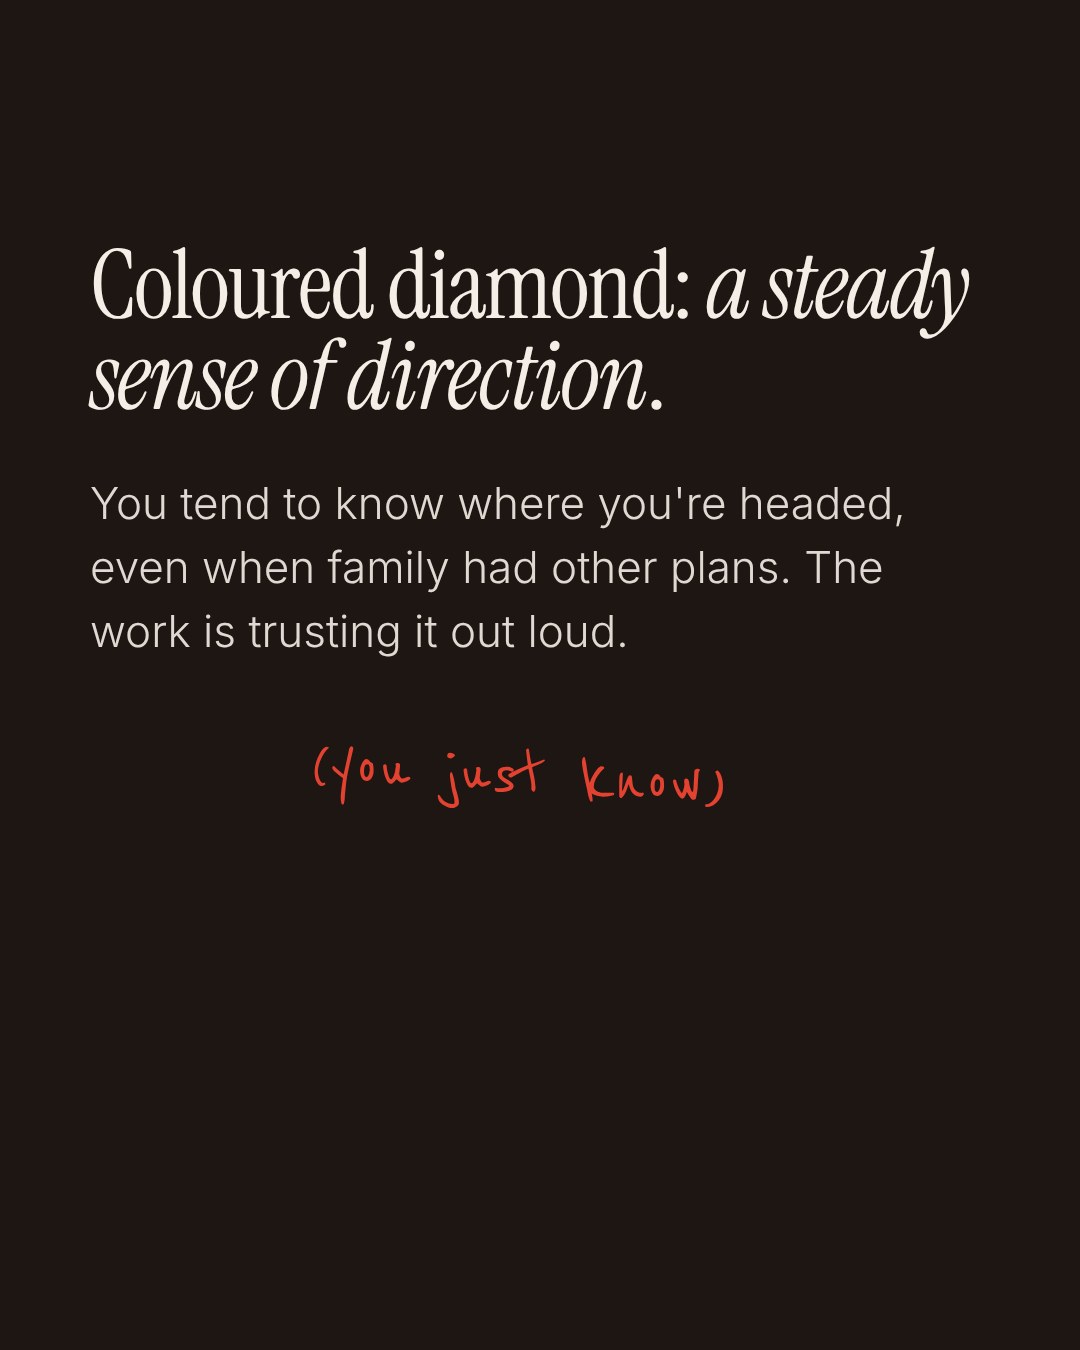 Coloured diamond: a steady
sense of direction.
You tend to know where you're headed,
even when family had other plans. The
work is trusting it out loud.
(you just know)